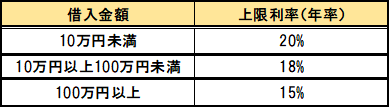 借入金額 上限利率(年率)
10万円未満 20%
10万円以上100万円未満 18%
100万円以上 15%